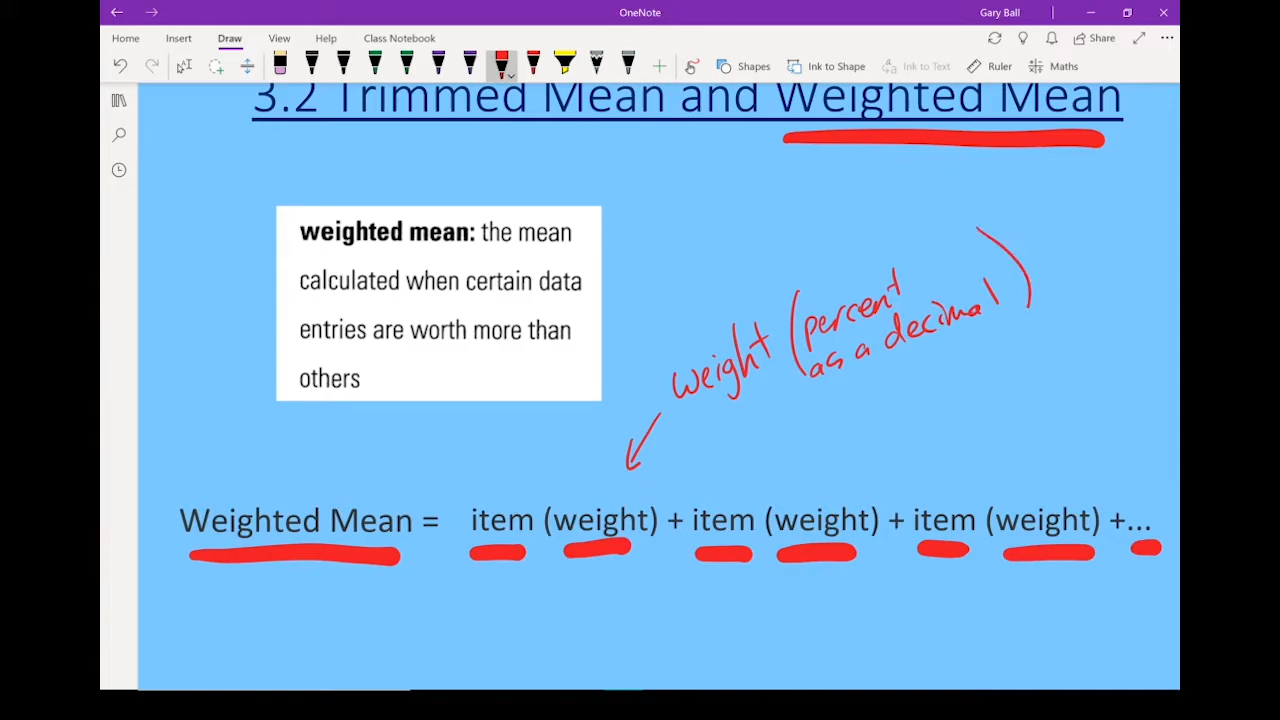 OneNote
Gary Ball
Home Insert Draw View Help Class Notebook
Share
Shapes Ink to Shape Ink to Text Ruler Maths
3.2 Trimmed Mean and Weighted Mean
weighted mean: the mean
calculated when certain data
entries are worth more than
others
weight (percent
as a decimal)
Weighted Mean = item (weight) + item (weight) + item (weight) +...